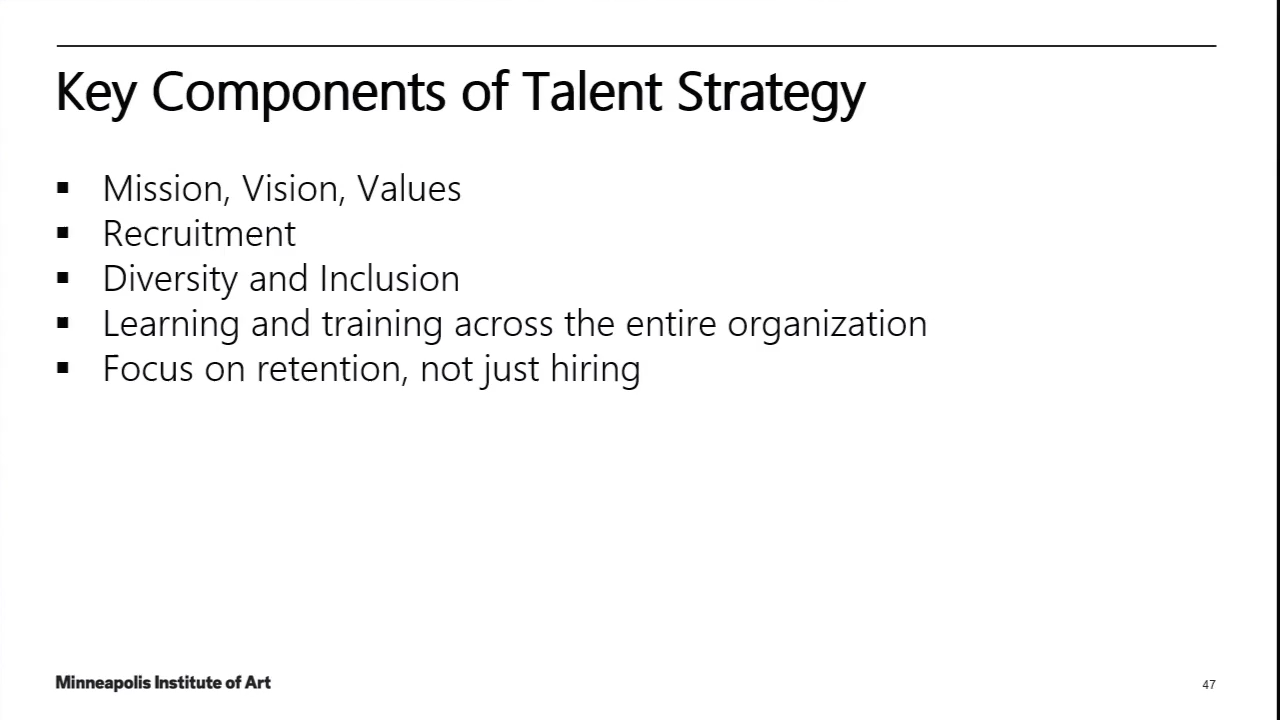 Key Components of Talent Strategy
▪ Mission, Vision, Values
▪ Recruitment
▪ Diversity and Inclusion
▪ Learning and training across the entire organization
▪ Focus on retention, not just hiring
Minneapolis Institute of Art
47